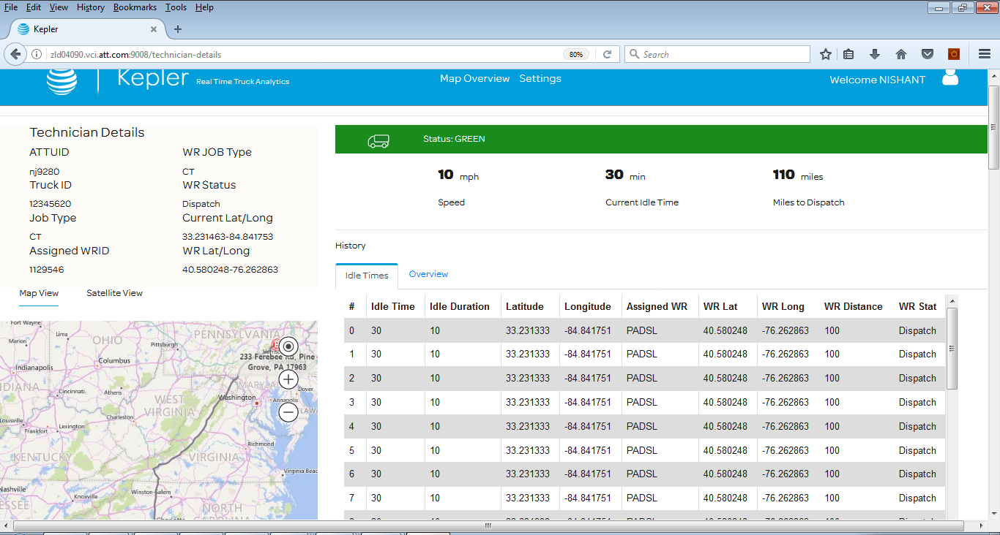 File Edit View History Bookmarks Tools Help
Kepler
zld04090.vci.att.com:9008/technician-details 80% Search
Kepler Real Time Truck Analytics Map Overview Settings Welcome NISHANT
Technician Details
ATTUID WR JOB Type
nj9280 CT
Truck ID WR Status
12345620 Dispatch
Job Type Current Lat/Long
CT 33.231463-84.841753
Assigned WRID WR Lat/Long
1129546 40.580248-76.262863
Map View Satellite View
Fort Wayne
Lima
Marion
OHIO
PENNSYLVANIA
Pittsburgh
233 Ferebee Rd, Pine
Grove, PA 17963
Columbus
Indianapolis
INDIANA
Cincinnati
Athens
MARYLA
Dover
Washington
Annapolis
WEST
VIRGINIA
DELAWA
Charleston
Louisville
Lexington
Frankfort
Richmond
KENTUCKY
VIRGINIA
Virginia Beac
Nashville
Knoxville
Winston-Salem
ESSEE
NORTH
CAROLINA
Charlotte
Status: GREEN
10 mph 30 min 110 miles
Speed Current Idle Time Miles to Dispatch
History
Idle Times Overview
# Idle Time Idle Duration Latitude Longitude Assigned WR WR Lat WR Long WR Distance WR Stat
0 30 10 33.231333 -84.841751 PADSL 40.580248 -76.262863 100 Dispatch
1 30 10 33.231333 -84.841751 PADSL 40.580248 -76.262863 100 Dispatch
2 30 10 33.231333 -84.841751 PADSL 40.580248 -76.262863 100 Dispatch
3 30 10 33.231333 -84.841751 PADSL 40.580248 -76.262863 100 Dispatch
4 30 10 33.231333 -84.841751 PADSL 40.580248 -76.262863 100 Dispatch
5 30 10 33.231333 -84.841751 PADSL 40.580248 -76.262863 100 Dispatch
6 30 10 33.231333 -84.841751 PADSL 40.580248 -76.262863 100 Dispatch
7 30 10 33.231333 -84.841751 PADSL 40.580248 -76.262863 100 Dispatch